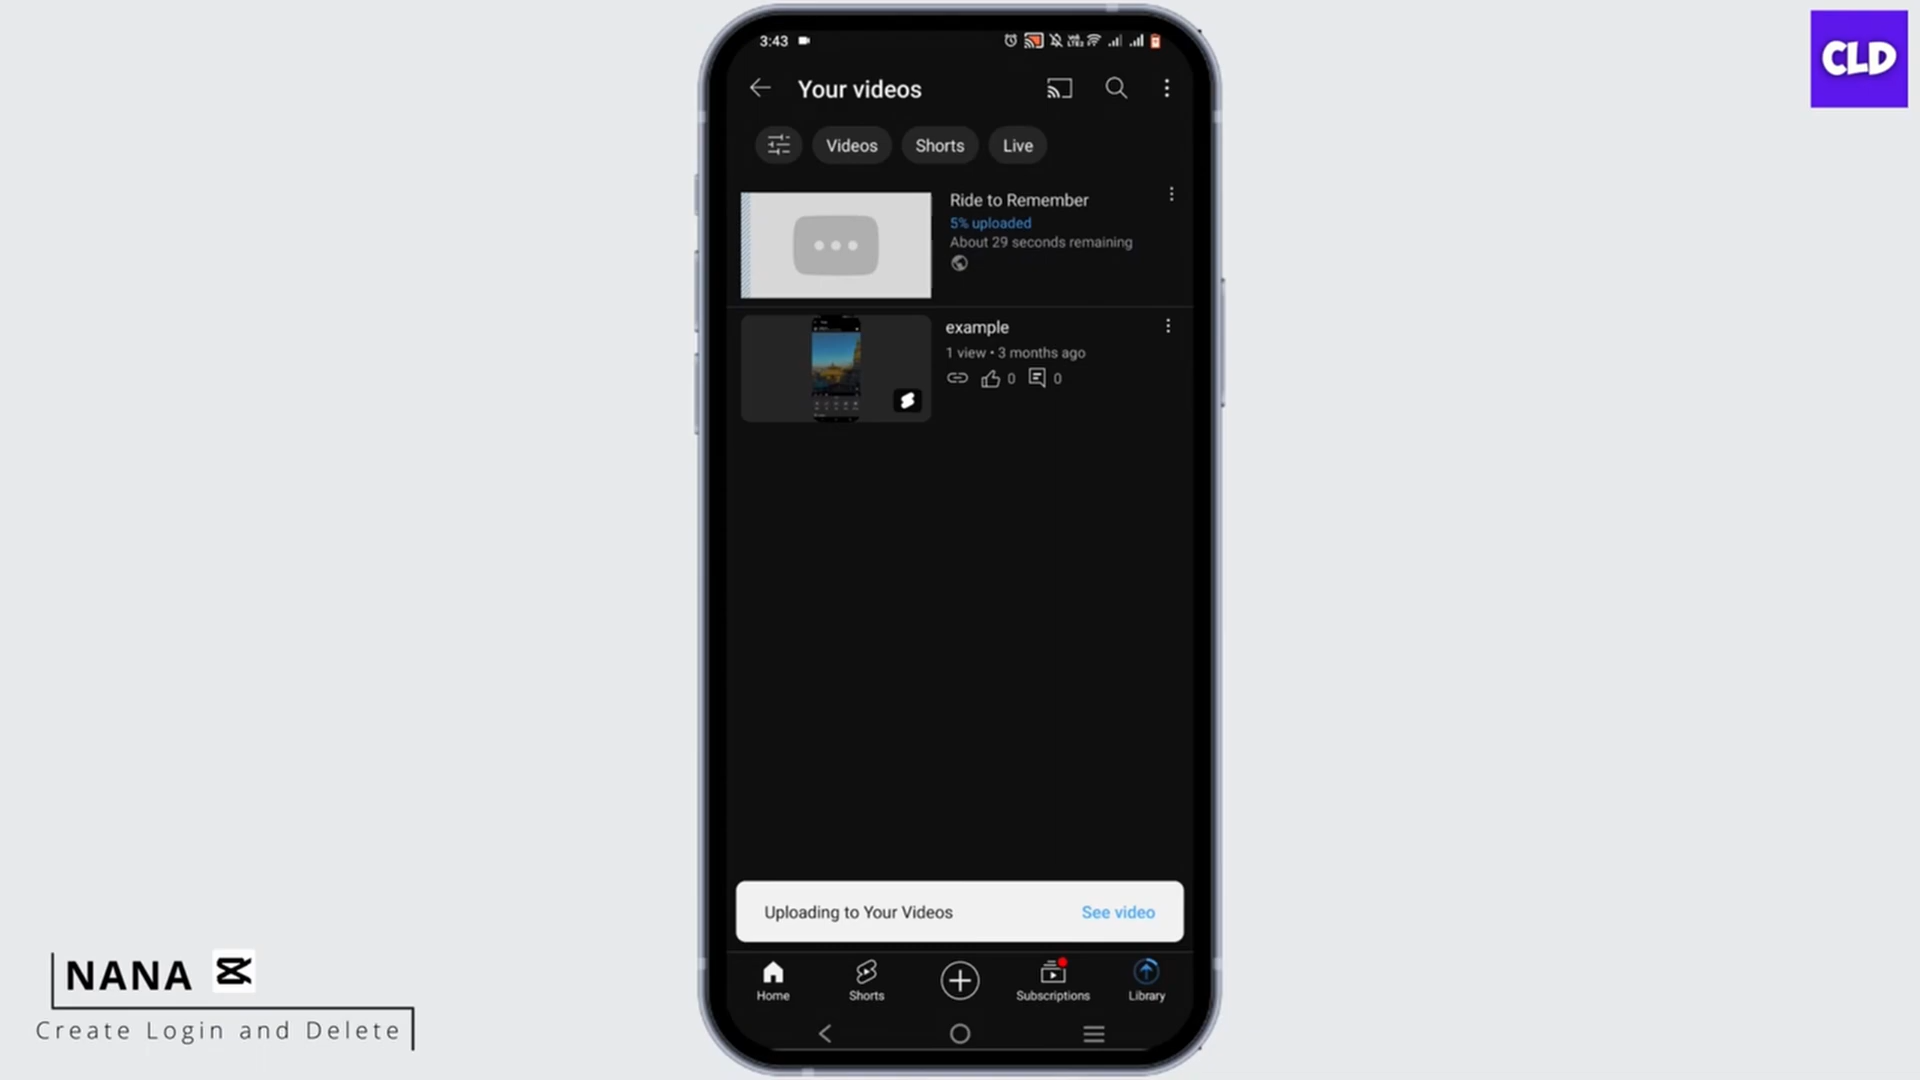 CLD
3:43
Your videos
Videos Shorts Live
Ride to Remember
5% uploaded
About 29 seconds remaining
example
1 view • 3 months ago
0 0
Uploading to Your Videos See video
Home Shorts Subscriptions Library
NANA
Create Login and Delete